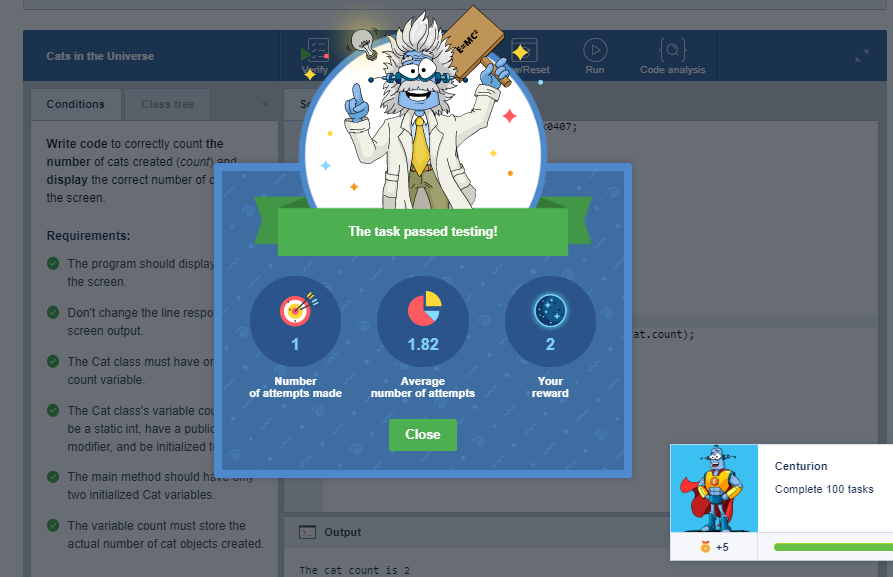 Cats in the Universe
Verify
/Reset
Run
Code analysis
Conditions
Class tree
E=MC²
0407;
Write code to correctly count the
number of cats created (count) and
display the correct number of
the screen.
Requirements:
The program should display
the screen.
Don't change the line
screen output.
The Cat class must have
count variable.
The Cat class's variable
be a static int, have a public
modifier, and be initialized
The main method should have only
two initialized Cat variables.
The variable count must store the
actual number of cat objects created.
at.count);
The task passed testing!
1
Number
of attempts made
1.82
Average
number of attempts
2
Your
reward
Close
Output
The cat count is 2
Centurion
Complete 100 tasks
+5